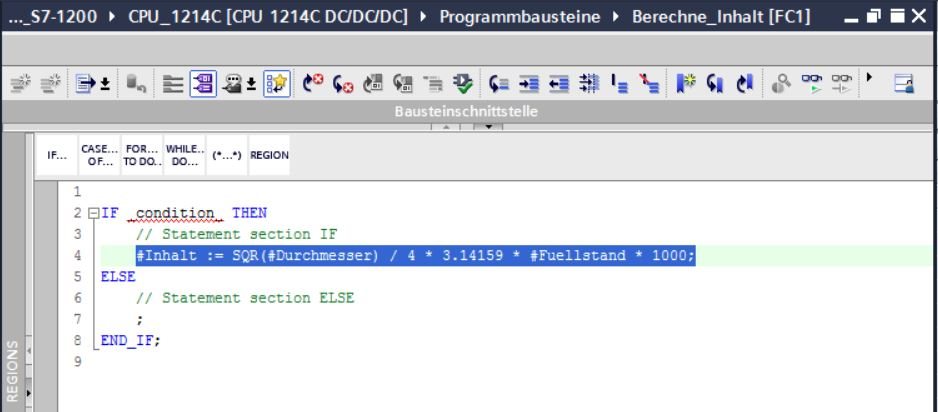 ..._S7-1200 ▸ CPU_1214C [CPU 1214C DC/DC/DC] ▸ Programmbausteine ▸ Berechne_Inhalt [FC1]
Bausteinschnittstelle
IF... CASE... OF... FOR... TO DO.. WHILE.. DO... (*...*) REGION
1
2 IF _condition_ THEN
3 // Statement section IF
4 #Inhalt := SQR(#Durchmesser) / 4 * 3.14159 * #Fuellstand * 1000;
5 ELSE
6 // Statement section ELSE
7 ;
8 END_IF;
9
REGIONS